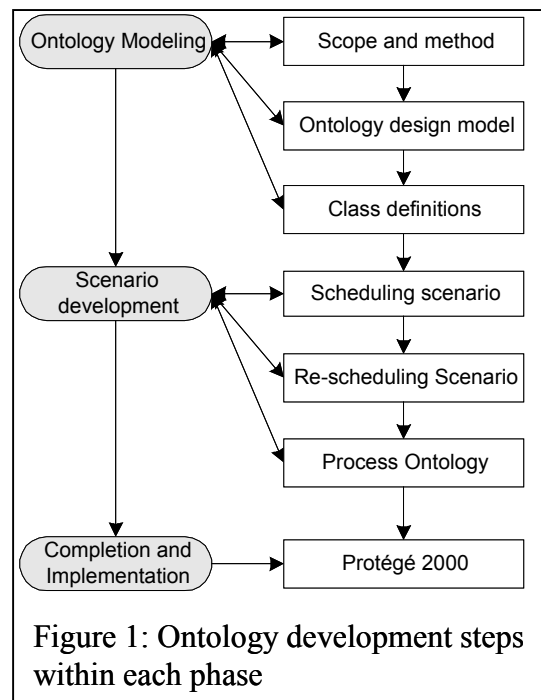 Ontology Modeling
Scope and method
Ontology design model
Class definitions
Scenario
development
Scheduling scenario
Re-scheduling Scenario
Process Ontology
Completion and
Implementation
Protégé 2000
Figure 1: Ontology development steps
within each phase